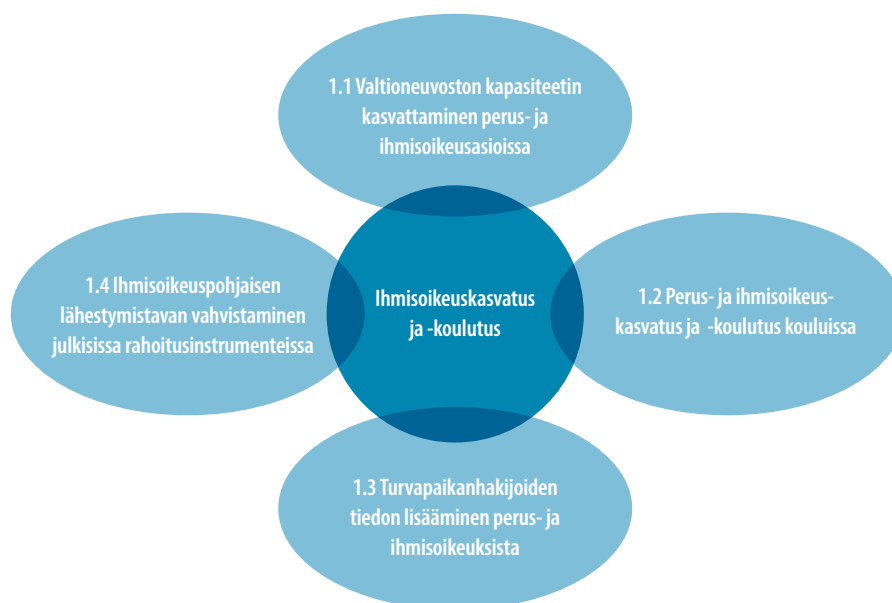 1.1 Valtioneuvoston kapasiteetin
kasvattaminen perus- ja
ihmisoikeusasioissa
1.4 Ihmisoikeuspohjaisen
lähestymistavan vahvistaminen
julkisissa rahoitusinstrumenteissa
Ihmisoikeuskasvatus
ja -koulutus
1.2 Perus- ja ihmisoikeus-
kasvatus ja -koulutus kouluissa
1.3 Turvapaikanhakijoiden
tiedon lisääminen perus- ja
ihmisoikeuksista